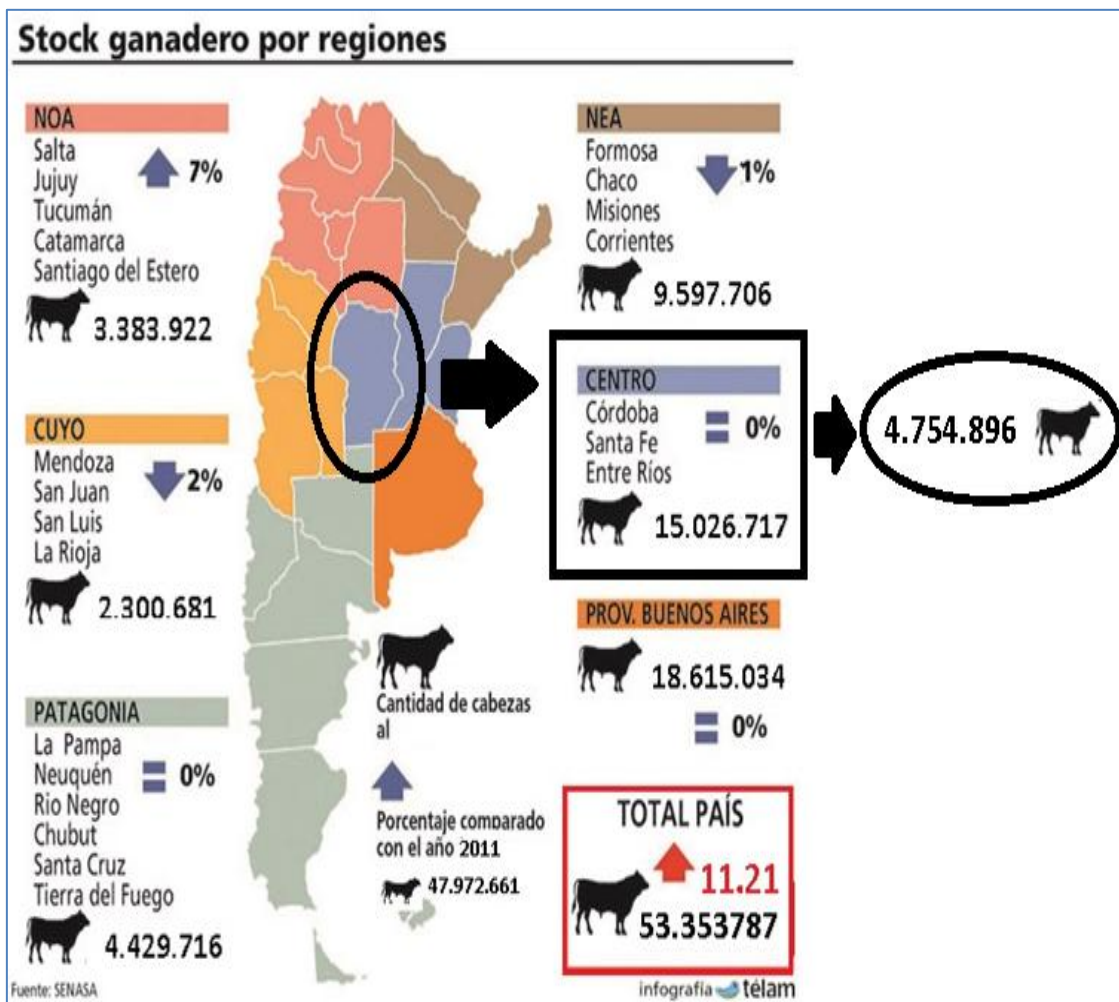 Stock ganadero por regiones
NOA
Salta
Jujuy
Tucumán
Catamarca
Santiago del Estero
7%
3.383.922
CUYO
Mendoza
San Juan
San Luis
La Rioja
2%
2.300.681
PATAGONIA
La Pampa
Neuquén
Rio Negro
Chubut
Santa Cruz
Tierra del Fuego
0%
4.429.716
Fuente: SENASA
Cantidad de cabezas
al
Porcentaje comparado
con el año 2011
47.972.661
NEA
Formosa
Chaco
Misiones
Corrientes
1%
9.597.706
CENTRO
Córdoba
Santa Fe
Entre Ríos
0%
15.026.717
4.754.896
PROV. BUENOS AIRES
18.615.034
0%
TOTAL PAÍS
11.21
53.353787
infografía télam